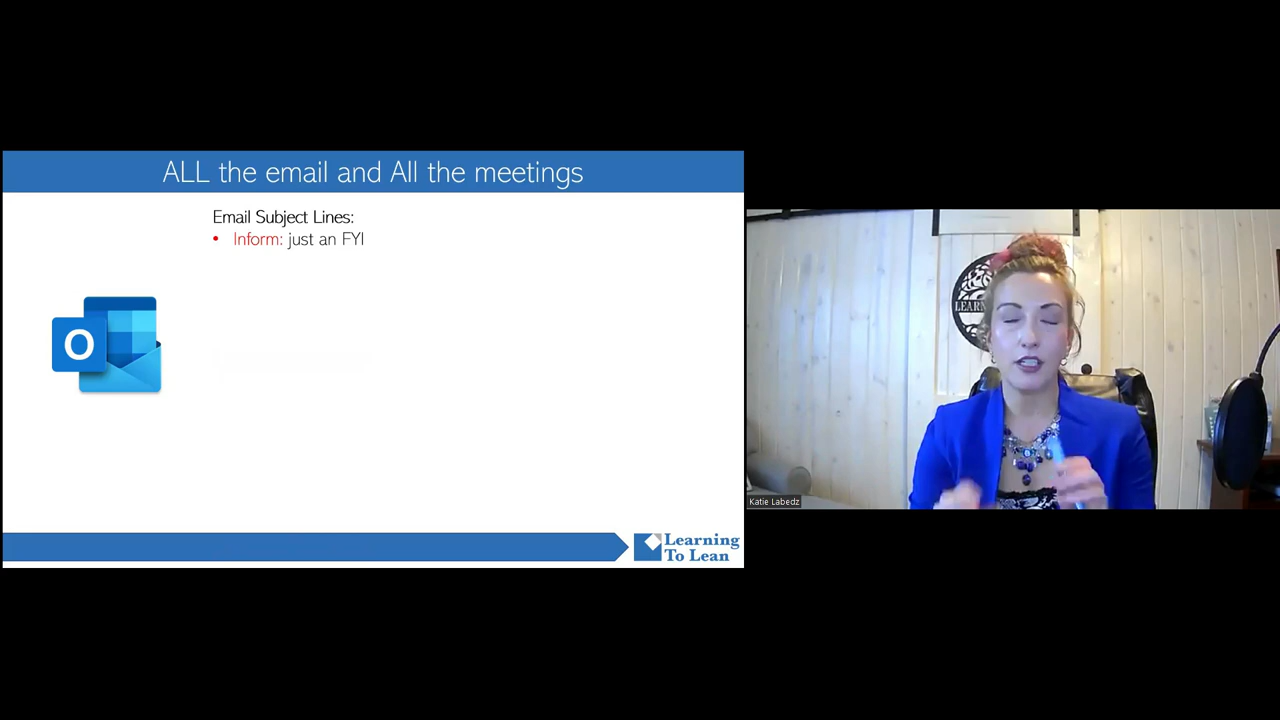 ALL the email and All the meetings
Email Subject Lines:
• Inform: just an FYI
O
Learning
To Lean
LEARN
Katie Labedz